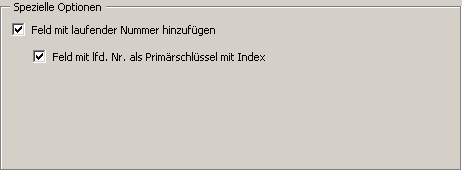 Spezielle Optionen
Feld mit laufender Nummer hinzufügen
Feld mit lfd. Nr. als Primärschlüssel mit Index